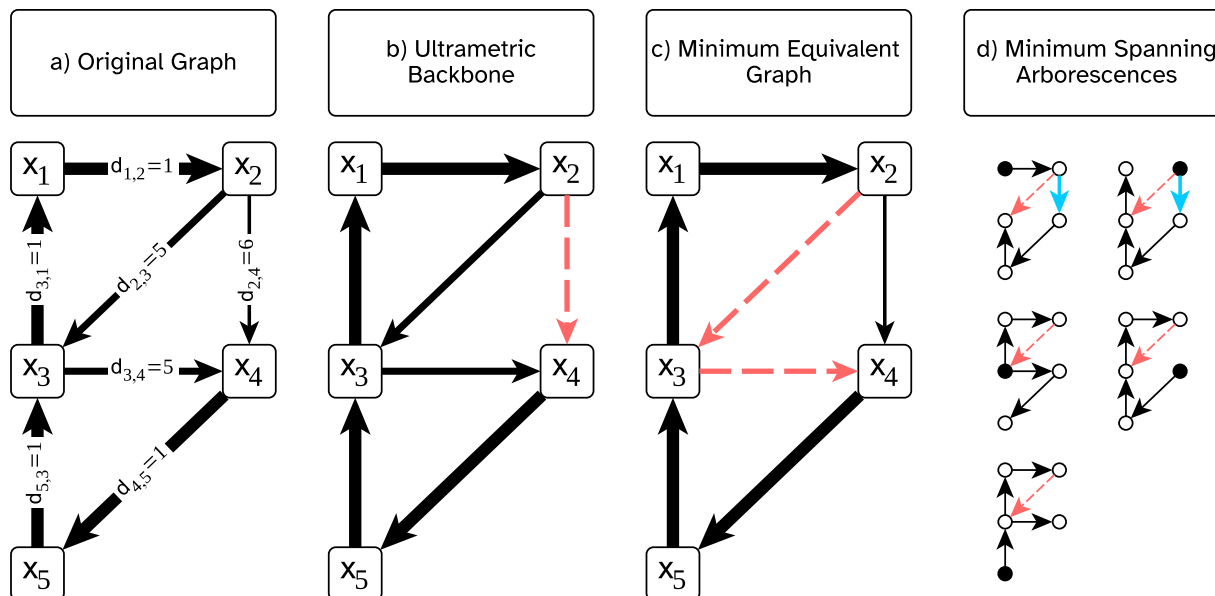 a) Original Graph
b) Ultrametric
Backbone
c) Minimum Equivalent
Graph
d) Minimum Spanning
Arborescences
x1
d1,2=1
x2
d3,1=1
d2,3=5
d2,4=6
x3
d3,4=5
x4
d5,3=1
d4,5=1
x5
x1
x2
x3
x4
x5
x1
x2
x3
x4
x5